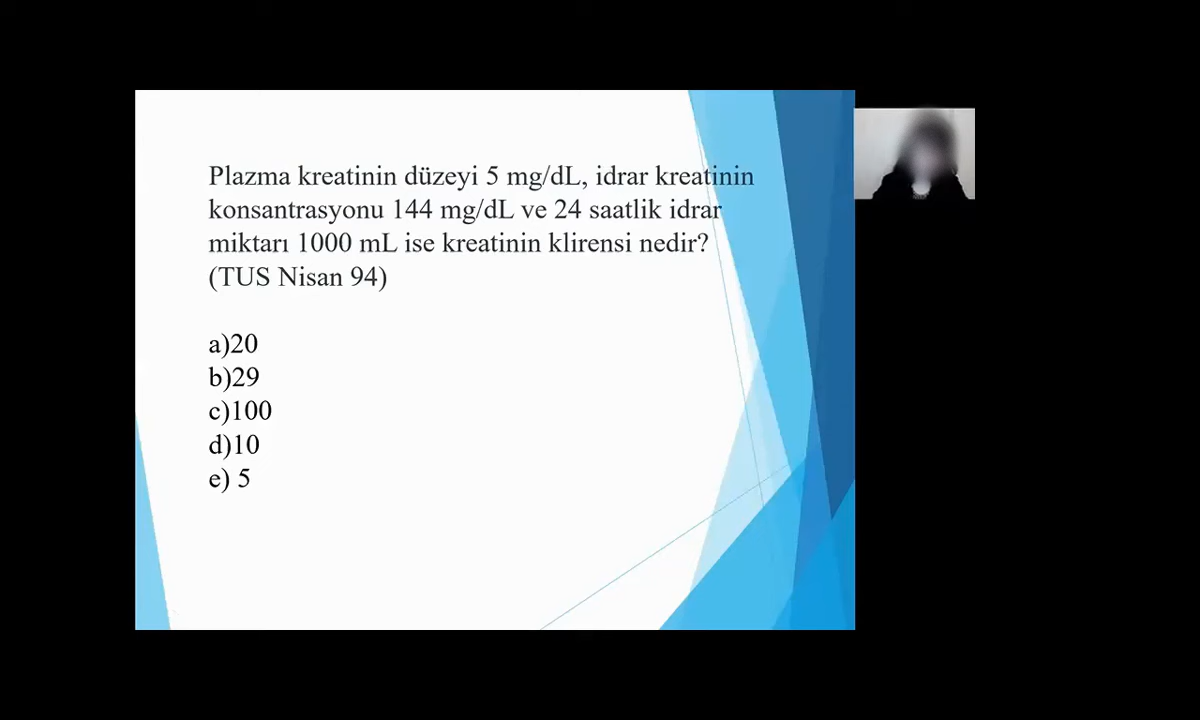 Plazma kreatinin düzeyi 5 mg/dL, idrar kreatinin
konsantrasyonu 144 mg/dL ve 24 saatlik idrar
miktarı 1000 mL ise kreatinin klirensi nedir?
(TUS Nisan 94)
a)20
b)29
c)100
d)10
e) 5